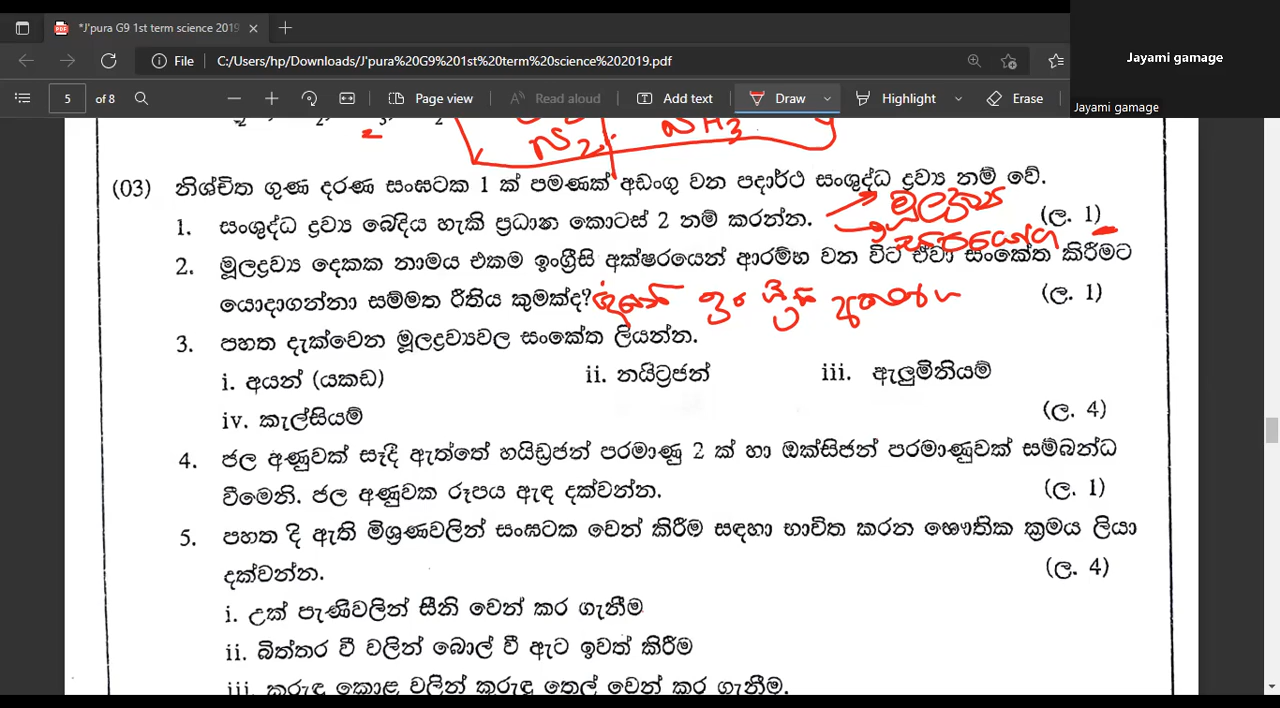 *J'pura G9 1st term science 2019
Jayami gamage
File C:/Users/hp/Downloads/J'pura%20G9%201st%20term%20science%202019.pdf
Jayami gamage
5 of 8 Page view Read aloud Add text Draw Highlight Erase
N2 NH3
(03) නිශ්චිත ගුණ දරණ සංඝටක 1 ක් පමණක් අඩංගු වන පදාර්ථ සංශුද්ධ ද්‍රව්‍ය නම් වේ.
1. සංශුද්ධ ද්‍රව්‍ය බෙදිය හැකි ප්‍රධාන කොටස් 2 නම් කරන්න. (ල. 1)
මූලද්‍රව්‍ය
සංයෝග
2. මූලද්‍රව්‍ය දෙකක නාමය එකම ඉංග්‍රීසි අක්ෂරයෙන් ආරම්භ වන විට ඒවා සංකේත කිරීමට
යොදාගන්නා සම්මත රීතිය කුමක්ද? ඉංග්‍රීසි (ල. 1)
3. පහත දැක්වෙන මූලද්‍රව්‍යවල සංකේත ලියන්න.
i. අයන් (යකඩ) ii. නයිට්‍රජන් iii. ඇලුමිනියම්
iv. කැල්සියම් (ල. 4)
4. ජල අණුවක් සෑදී ඇත්තේ හයිඩ්‍රජන් පරමාණු 2 ක් හා ඔක්සිජන් පරමාණුවක් සම්බන්ධ
වීමෙනි. ජල අණුවක රූපය ඇඳ දක්වන්න. (ල. 1)
5. පහත දී ඇති මිශ්‍රණවලින් සංඝටක වෙන් කිරීම සඳහා භාවිත කරන භෞතික ක්‍රමය ලියා
දක්වන්න. (ල. 4)
i. උක් පැණිවලින් සීනි වෙන් කර ගැනීම
ii. බිත්තර වී වලින් බොල් වී ඇට ඉවත් කිරීම
iii. කුරුඳු කොළ වලින් කුරුඳු තෙල් වෙන් කර ගැනීම.